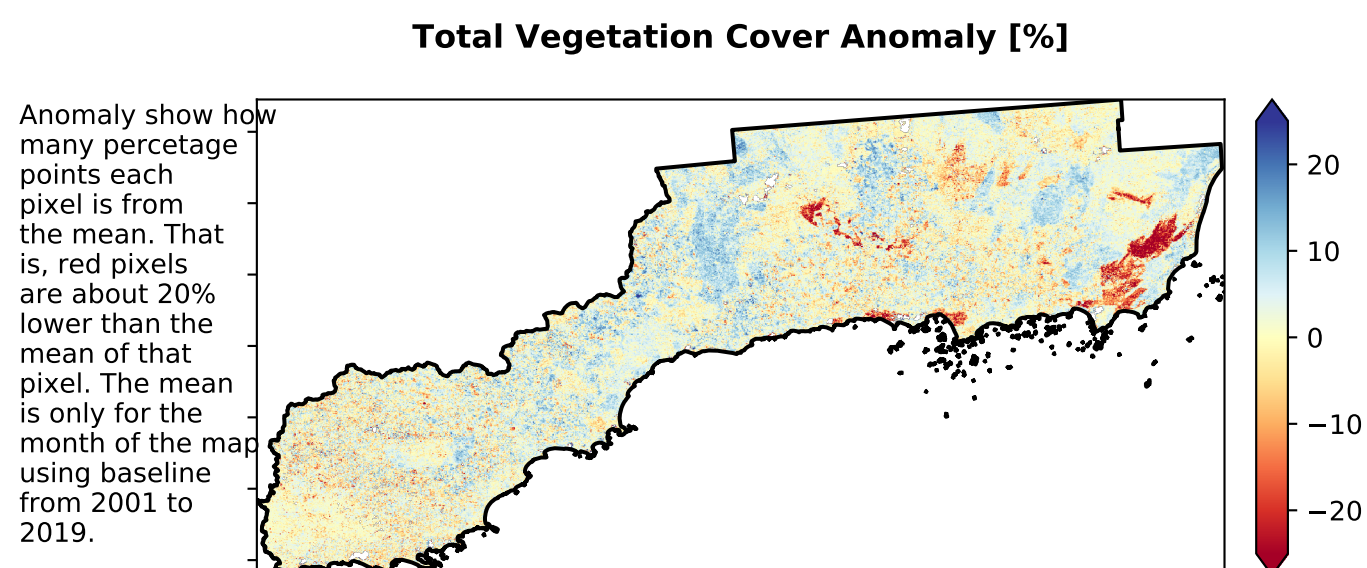 Total Vegetation Cover Anomaly [%]
Anomaly show how
many percetage
points each
pixel is from
the mean. That
is, red pixels
are about 20%
lower than the
mean of that
pixel. The mean
is only for the
month of the map
using baseline
from 2001 to
2019.
20
10
0
−10
−20